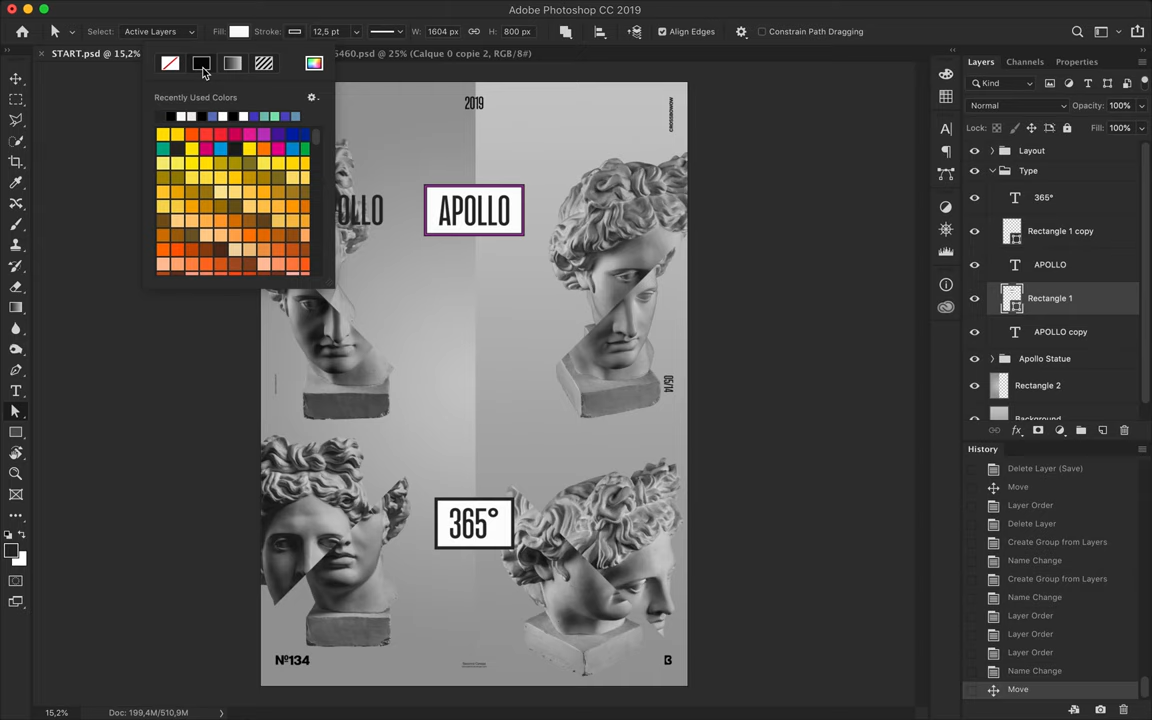 Adobe Photoshop CC 2019
Select:
Active Layers
Fill:
Stroke:
12,5 pt
W:
1604 px
H:
800 px
Align Edges
Constrain Path Dragging
START.psd @ 15,2%
5460.psd @ 25% (Calque 0 copie 2, RGB/8#)
Recently Used Colors
2019
OLLO
APOLLO
05/14
365°
Nº134
Layers
Channels
Properties
Kind
Normal
Opacity:
100%
Lock:
Fill:
100%
Layout
Type
365°
Rectangle 1 copy
APOLLO
Rectangle 1
APOLLO copy
Apollo Statue
Rectangle 2
Background
fx
History
Delete Layer (Save)
Move
Layer Order
Delete Layer
Create Group from Layers
Name Change
Create Group from Layers
Name Change
Layer Order
Layer Order
Layer Order
Name Change
Move
15,2%
Doc: 199,4M/510,9M